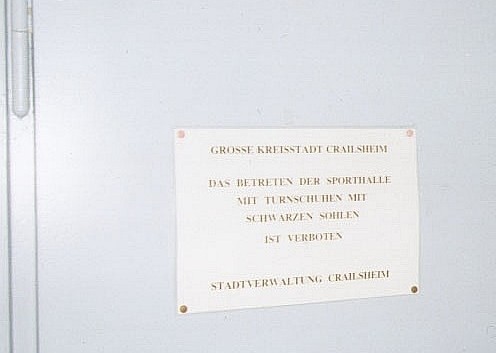 GROSSE KREISSTADT CRAILSHEIM
DAS BETRETEN DER SPORTHALLE
MIT TURNSCHUHEN MIT
SCHWARZEN SOHLEN
IST VERBOTEN
STADTVERWALTUNG CRAILSHEIM